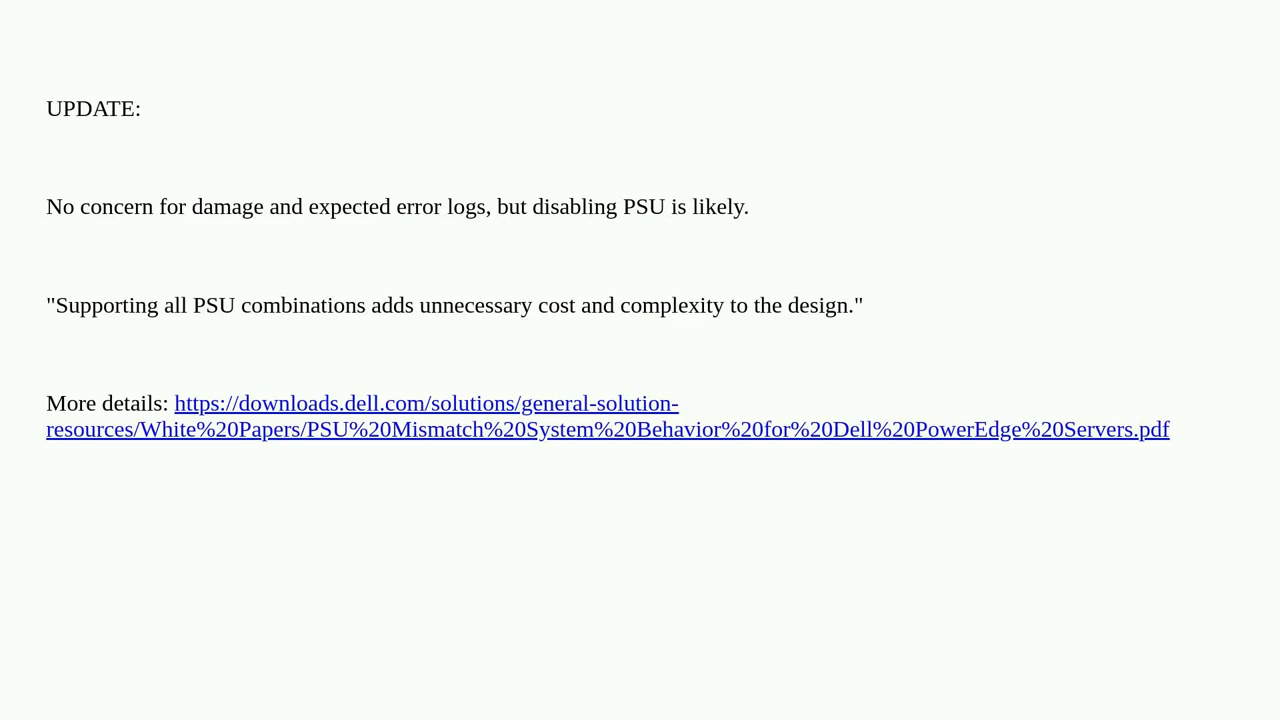 UPDATE:
No concern for damage and expected error logs, but disabling PSU is likely.
"Supporting all PSU combinations adds unnecessary cost and complexity to the design."
More details: https://downloads.dell.com/solutions/general-solution-
resources/White%20Papers/PSU%20Mismatch%20System%20Behavior%20for%20Dell%20PowerEdge%20Servers.pdf